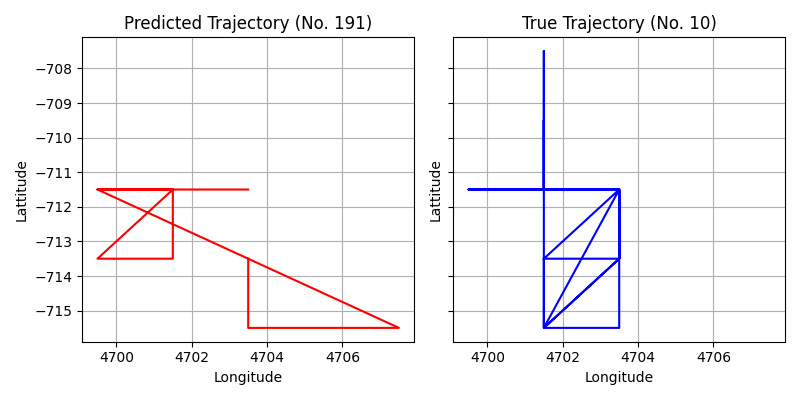 Predicted Trajectory (No. 191)
True Trajectory (No. 10)
Lattitude
−708
−709
−710
−711
−712
−713
−714
−715
4700 4702 4704 4706
Longitude
Lattitude
4700 4702 4704 4706
Longitude